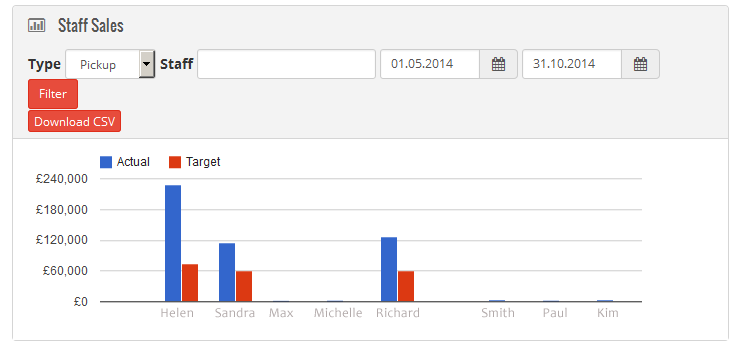 Staff Sales
Type Pickup Staff 01.05.2014 31.10.2014
Filter
Download CSV
Actual Target
£240,000
£180,000
£120,000
£60,000
£0
Helen Sandra Max Michelle Richard Smith Paul Kim